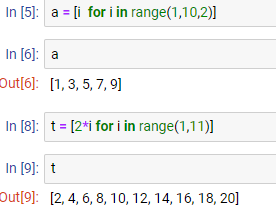 In [5]: a = [i  for i in range(1,10,2)]
In [6]: a
Out[6]: [1, 3, 5, 7, 9]
In [8]: t = [2*i for i in range(1,11)]
In [9]: t
Out[9]: [2, 4, 6, 8, 10, 12, 14, 16, 18, 20]